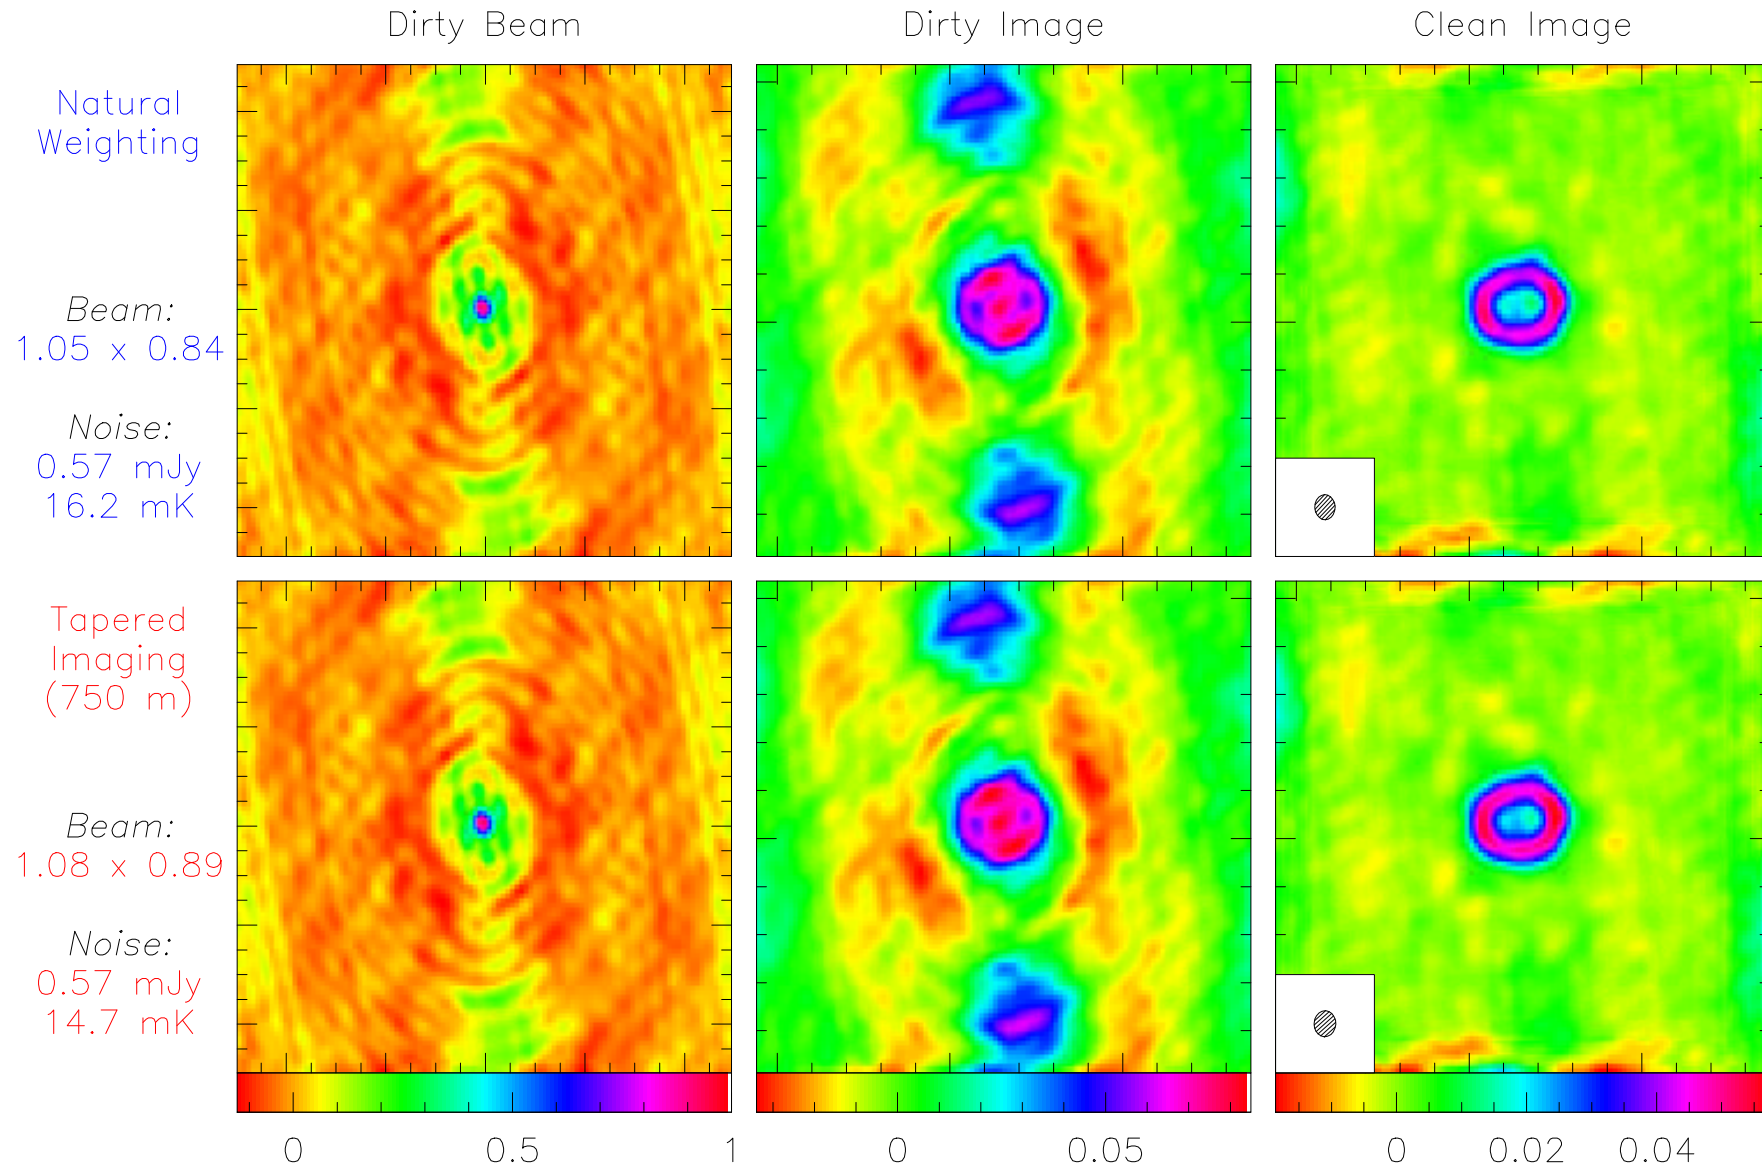 Dirty Beam
Dirty Image
Clean Image
Natural
Weighting
Beam:
1.05 x 0.84
Noise:
0.57 mJy
16.2 mK
Tapered
Imaging
(750 m)
Beam:
1.08 x 0.89
Noise:
0.57 mJy
14.7 mK
0 0.5 1
0 0.05
0 0.02 0.04